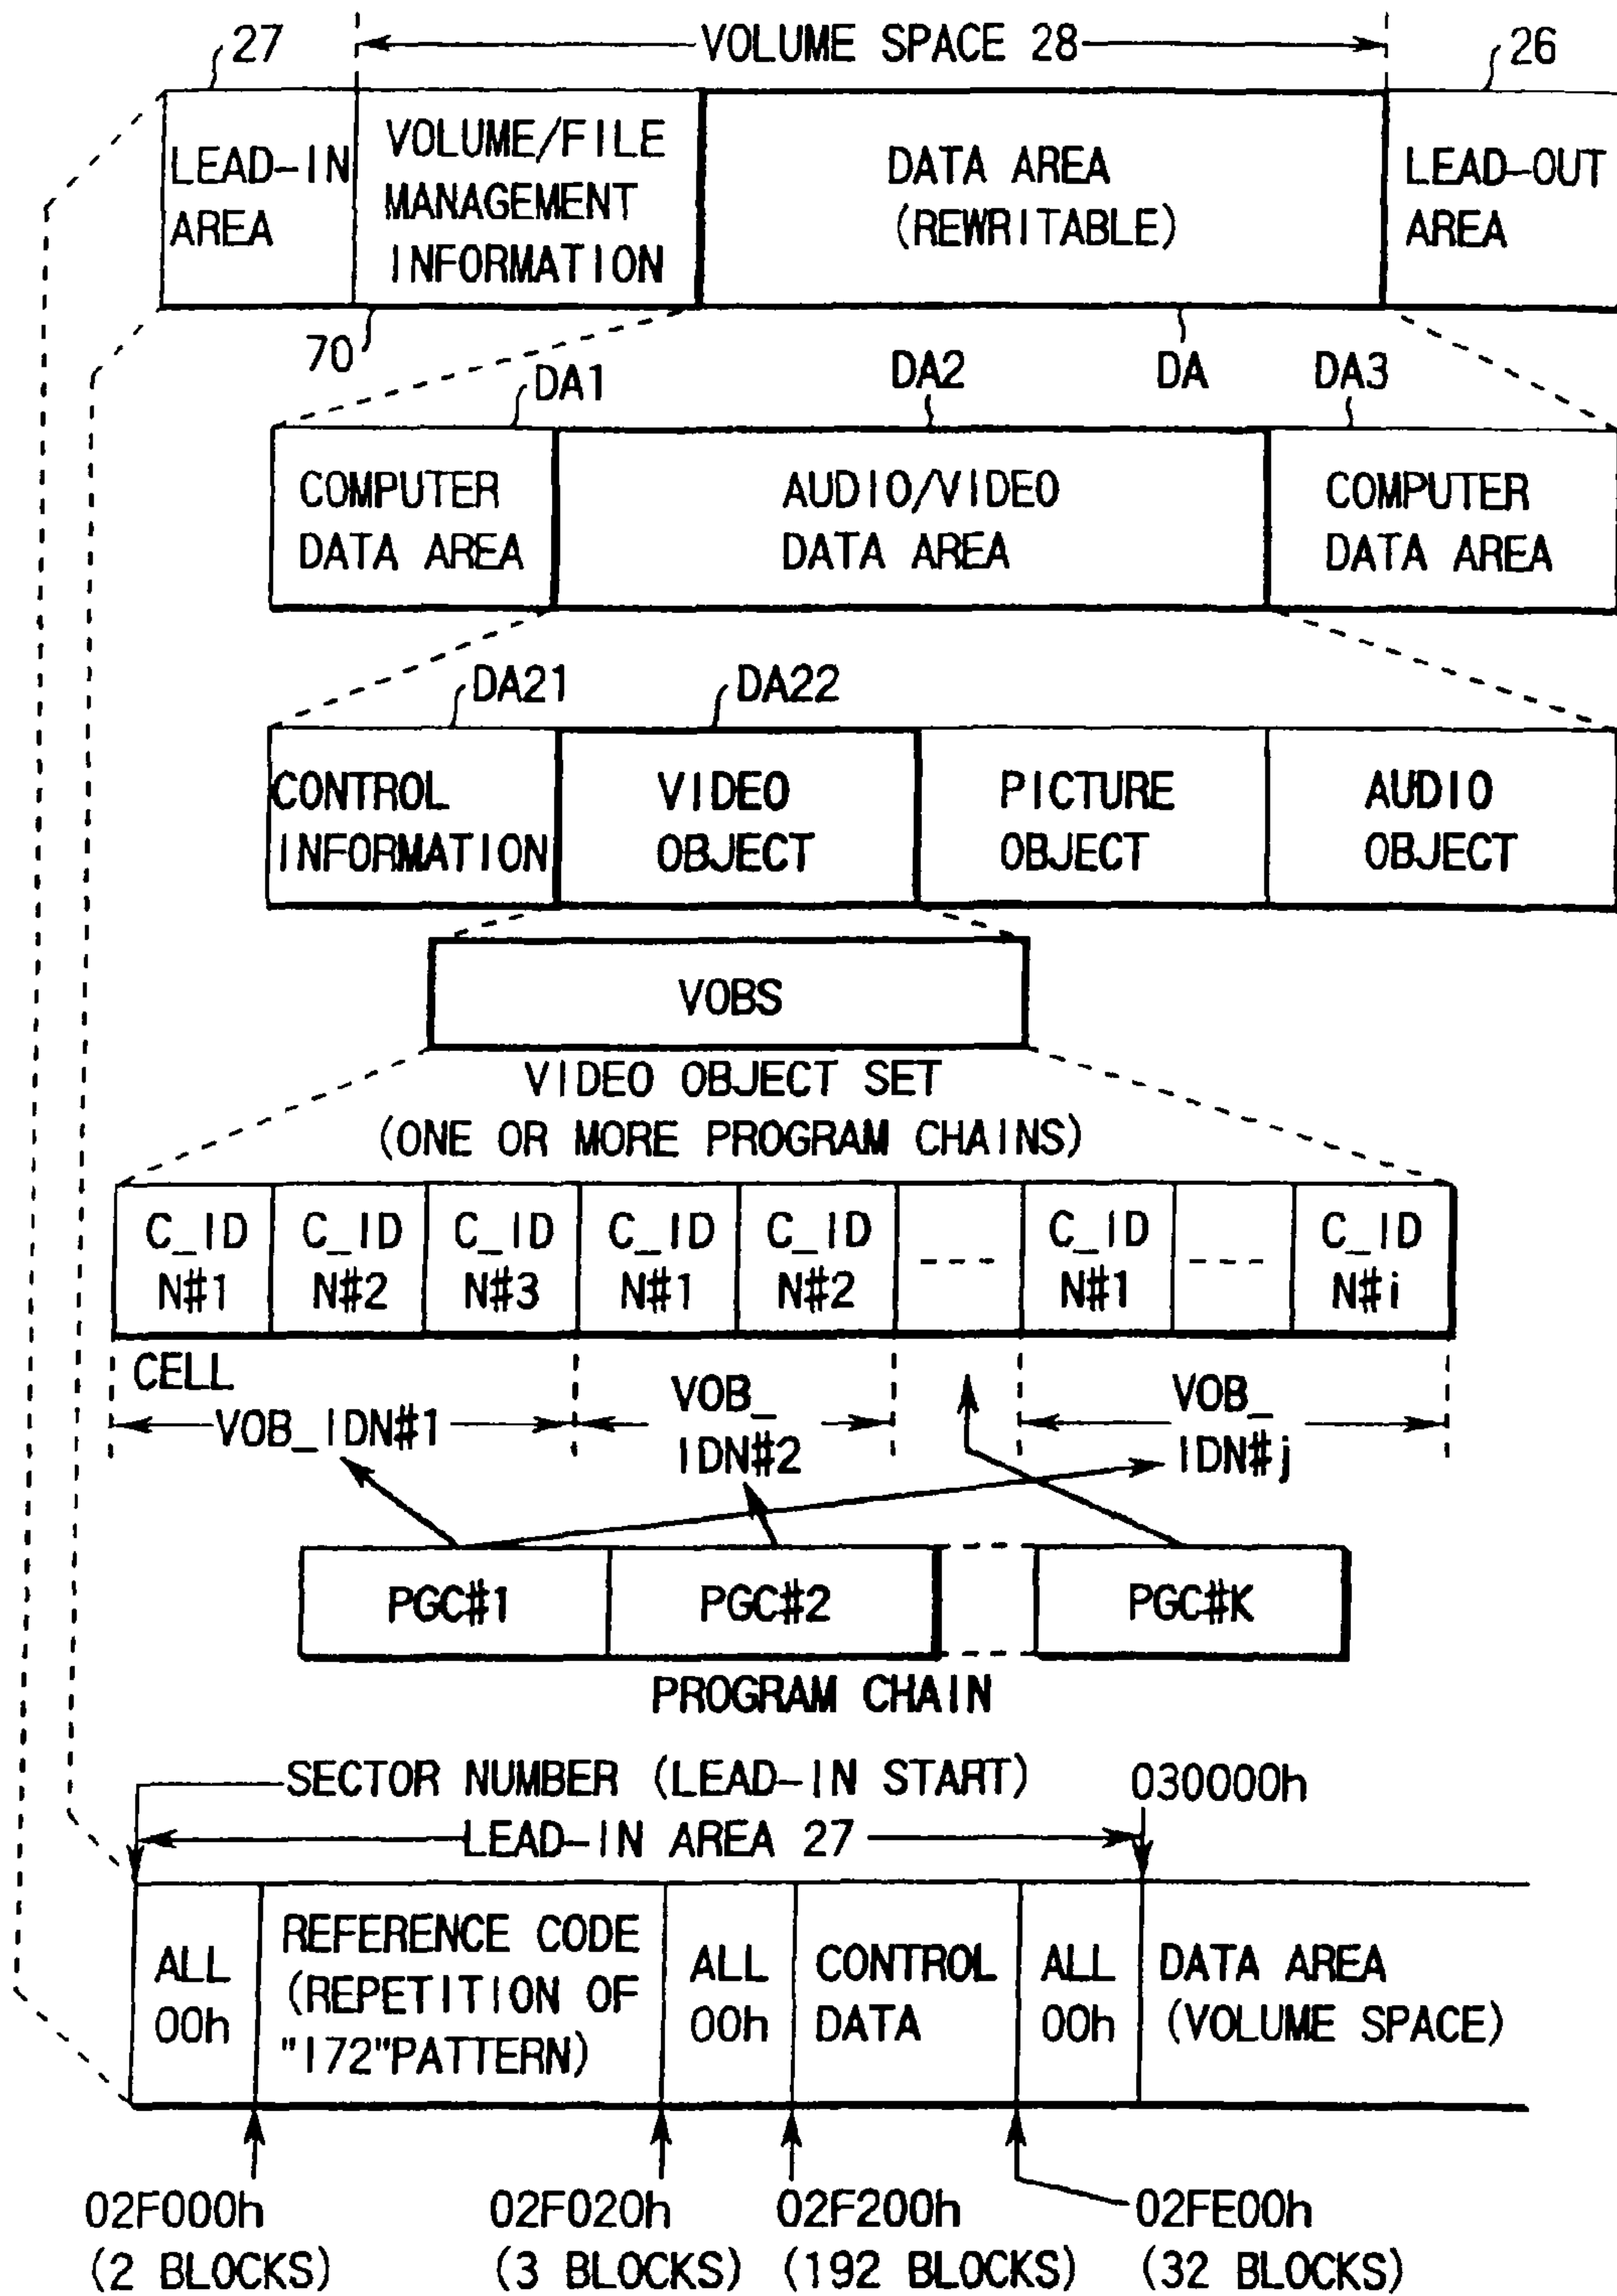 27
VOLUME SPACE 28
26
LEAD-IN
AREA
VOLUME/FILE
MANAGEMENT
INFORMATION
DATA AREA
(REWRITABLE)
LEAD-OUT
AREA
70
DA1
DA2
DA
DA3
COMPUTER
DATA AREA
AUDIO/VIDEO
DATA AREA
COMPUTER
DATA AREA
DA21
DA22
CONTROL
INFORMATION
VIDEO
OBJECT
PICTURE
OBJECT
AUDIO
OBJECT
VOBS
VIDEO OBJECT SET
(ONE OR MORE PROGRAM CHAINS)
C_ID
N#1
C_ID
N#2
C_ID
N#3
C_ID
N#1
C_ID
N#2
----
C_ID
N#1
----
C_ID
N#i
CELL
VOB_IDN#1
VOB_
IDN#2
VOB_
IDN#j
PGC#1
PGC#2
PGC#K
PROGRAM CHAIN
SECTOR NUMBER (LEAD-IN START)
030000h
LEAD-IN AREA 27
ALL
00h
REFERENCE CODE
(REPETITION OF
"172"PATTERN)
ALL
00h
CONTROL
DATA
ALL
00h
DATA AREA
(VOLUME SPACE)
02F000h
(2 BLOCKS)
02F020h
(3 BLOCKS)
02F200h
(192 BLOCKS)
02FE00h
(32 BLOCKS)